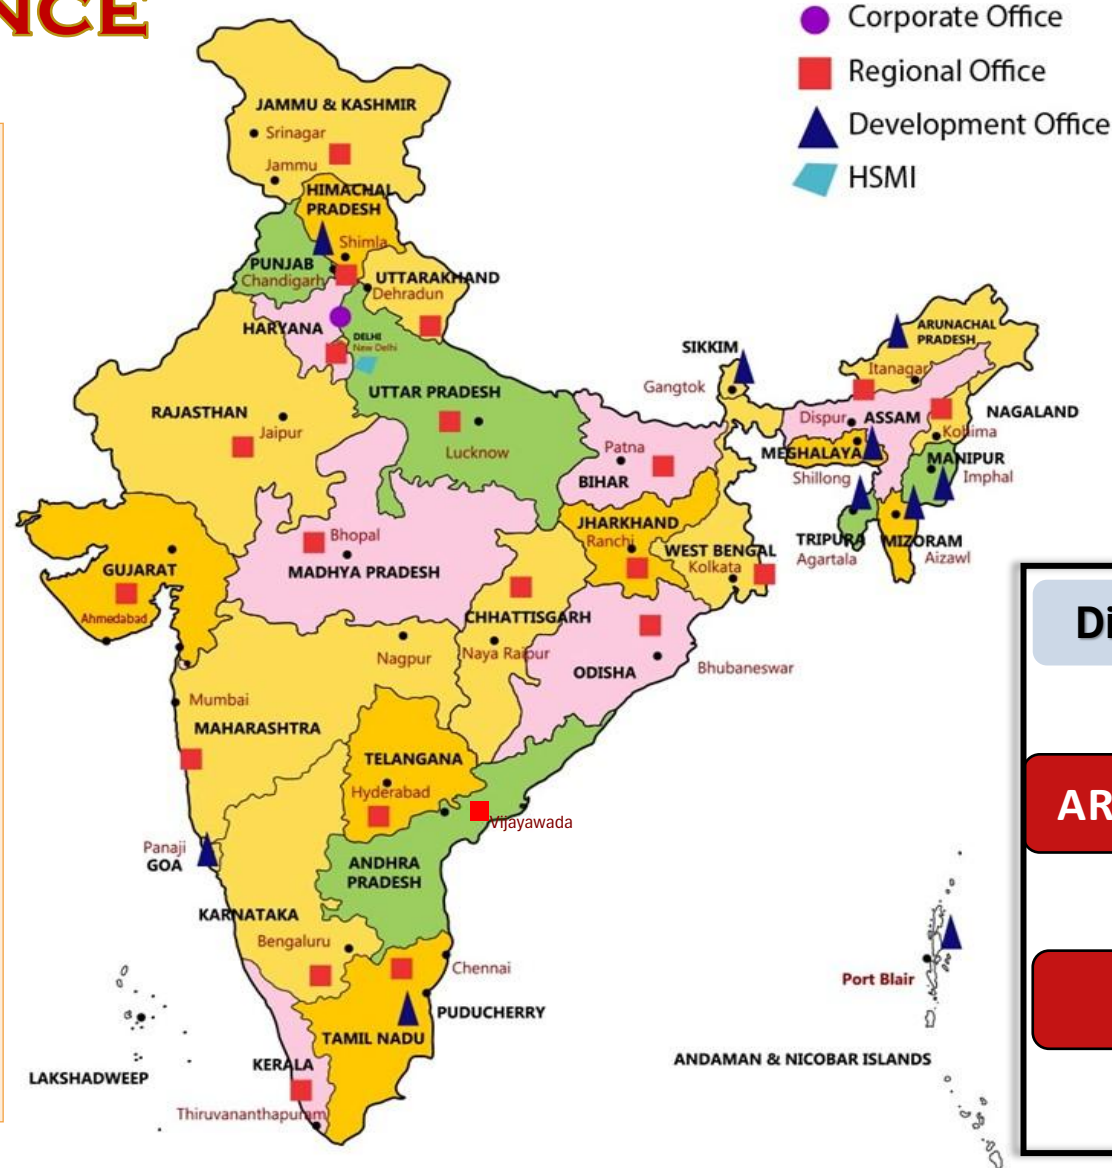 NCE
Corporate Office
Regional Office
Development Office
HSMI
JAMMU & KASHMIR
Srinagar
Jammu
HIMACHAL
PRADESH
Shimla
PUNJAB
Chandigarh
UTTARAKHAND
Dehradun
HARYANA
DELHI
New Delhi
UTTAR PRADESH
Lucknow
RAJASTHAN
Jaipur
SIKKIM
Gangtok
ARUNACHAL
PRADESH
Itanagar
Dispur
ASSAM
NAGALAND
Kohima
MEGHALAYA
Shillong
MANIPUR
Imphal
TRIPURA
Agartala
MIZORAM
Aizawl
Patna
BIHAR
JHARKHAND
Ranchi
WEST BENGAL
Kolkata
GUJARAT
Ahmedabad
Bhopal
MADHYA PRADESH
CHHATTISGARH
Naya Raipur
ODISHA
Bhubaneswar
Nagpur
Mumbai
MAHARASHTRA
TELANGANA
Hyderabad
Vijayawada
Panaji
GOA
ANDHRA
PRADESH
KARNATAKA
Bengaluru
Chennai
PUDUCHERRY
TAMIL NADU
KERALA
Thiruvananthapuram
LAKSHADWEEP
Port Blair
ANDAMAN & NICOBAR ISLANDS
Di
AR